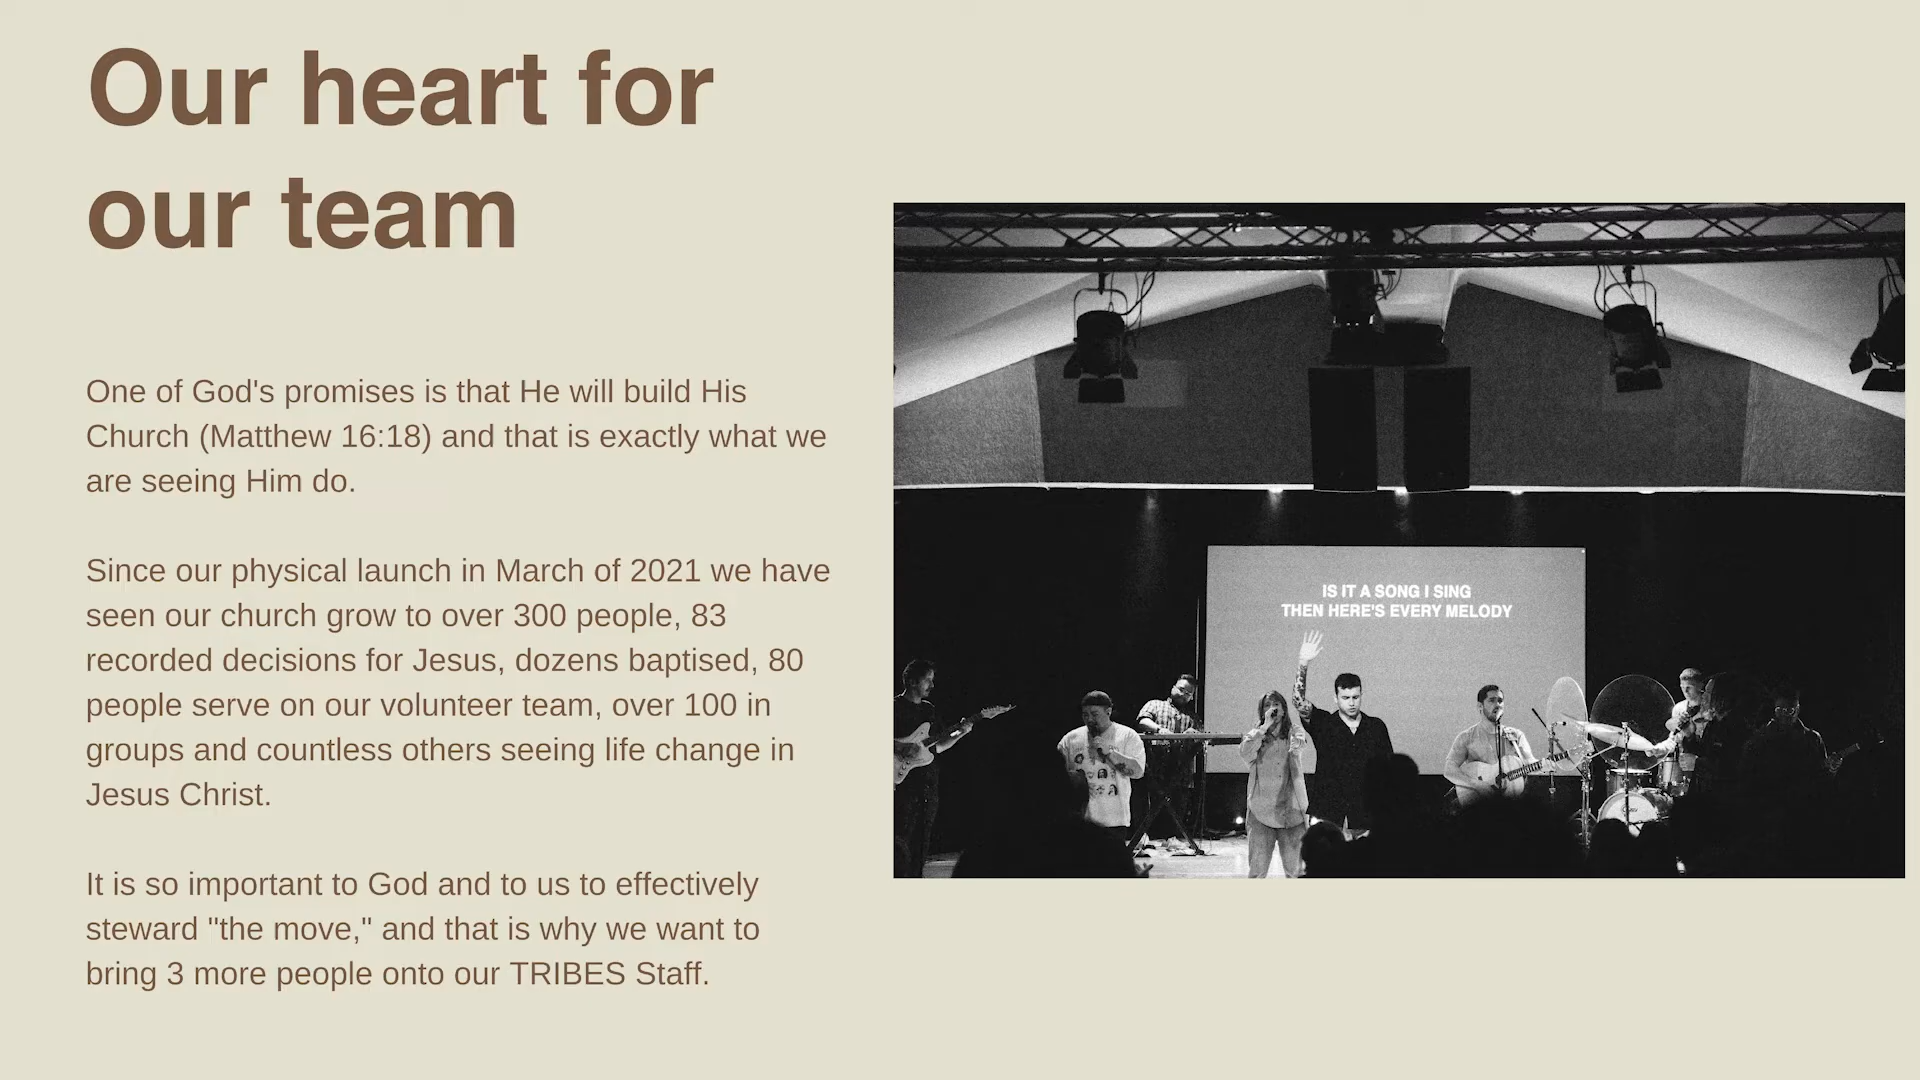 Our heart for
our team
One of God's promises is that He will build His
Church (Matthew 16:18) and that is exactly what we
are seeing Him do.
Since our physical launch in March of 2021 we have
seen our church grow to over 300 people, 83
recorded decisions for Jesus, dozens baptised, 80
people serve on our volunteer team, over 100 in
groups and countless others seeing life change in
Jesus Christ.
It is so important to God and to us to effectively
steward "the move," and that is why we want to
bring 3 more people onto our TRIBES Staff.
IS IT A SONG I SING
THEN HERE'S EVERY MELODY